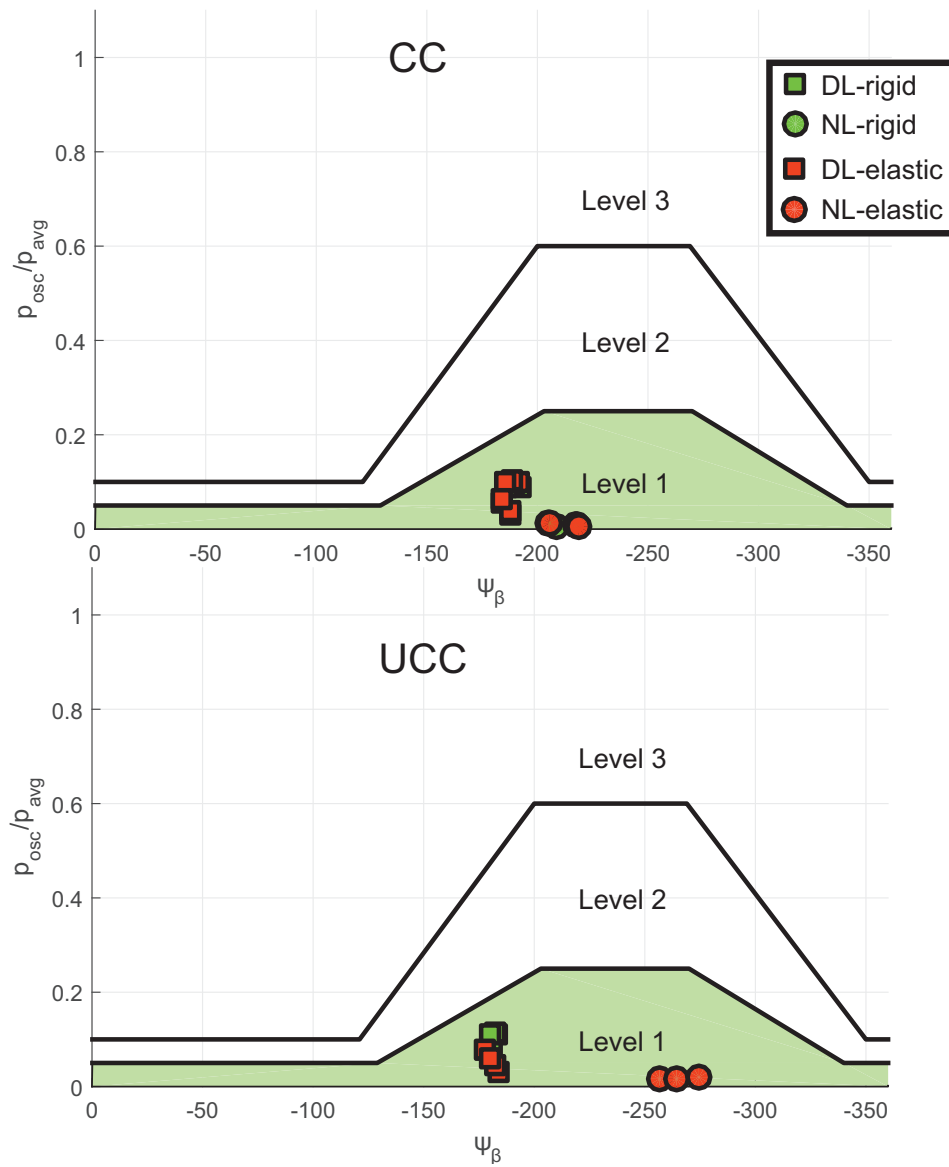 CC
DL-rigid
NL-rigid
DL-elastic
NL-elastic
1
0.8
0.6
0.4
0.2
0
p_osc/p_avg
Level 3
Level 2
Level 1
0 -50 -100 -150 -200 -250 -300 -350
Ψ_β
UCC
1
0.8
0.6
0.4
0.2
0
p_osc/p_avg
Level 3
Level 2
Level 1
0 -50 -100 -150 -200 -250 -300 -350
Ψ_β